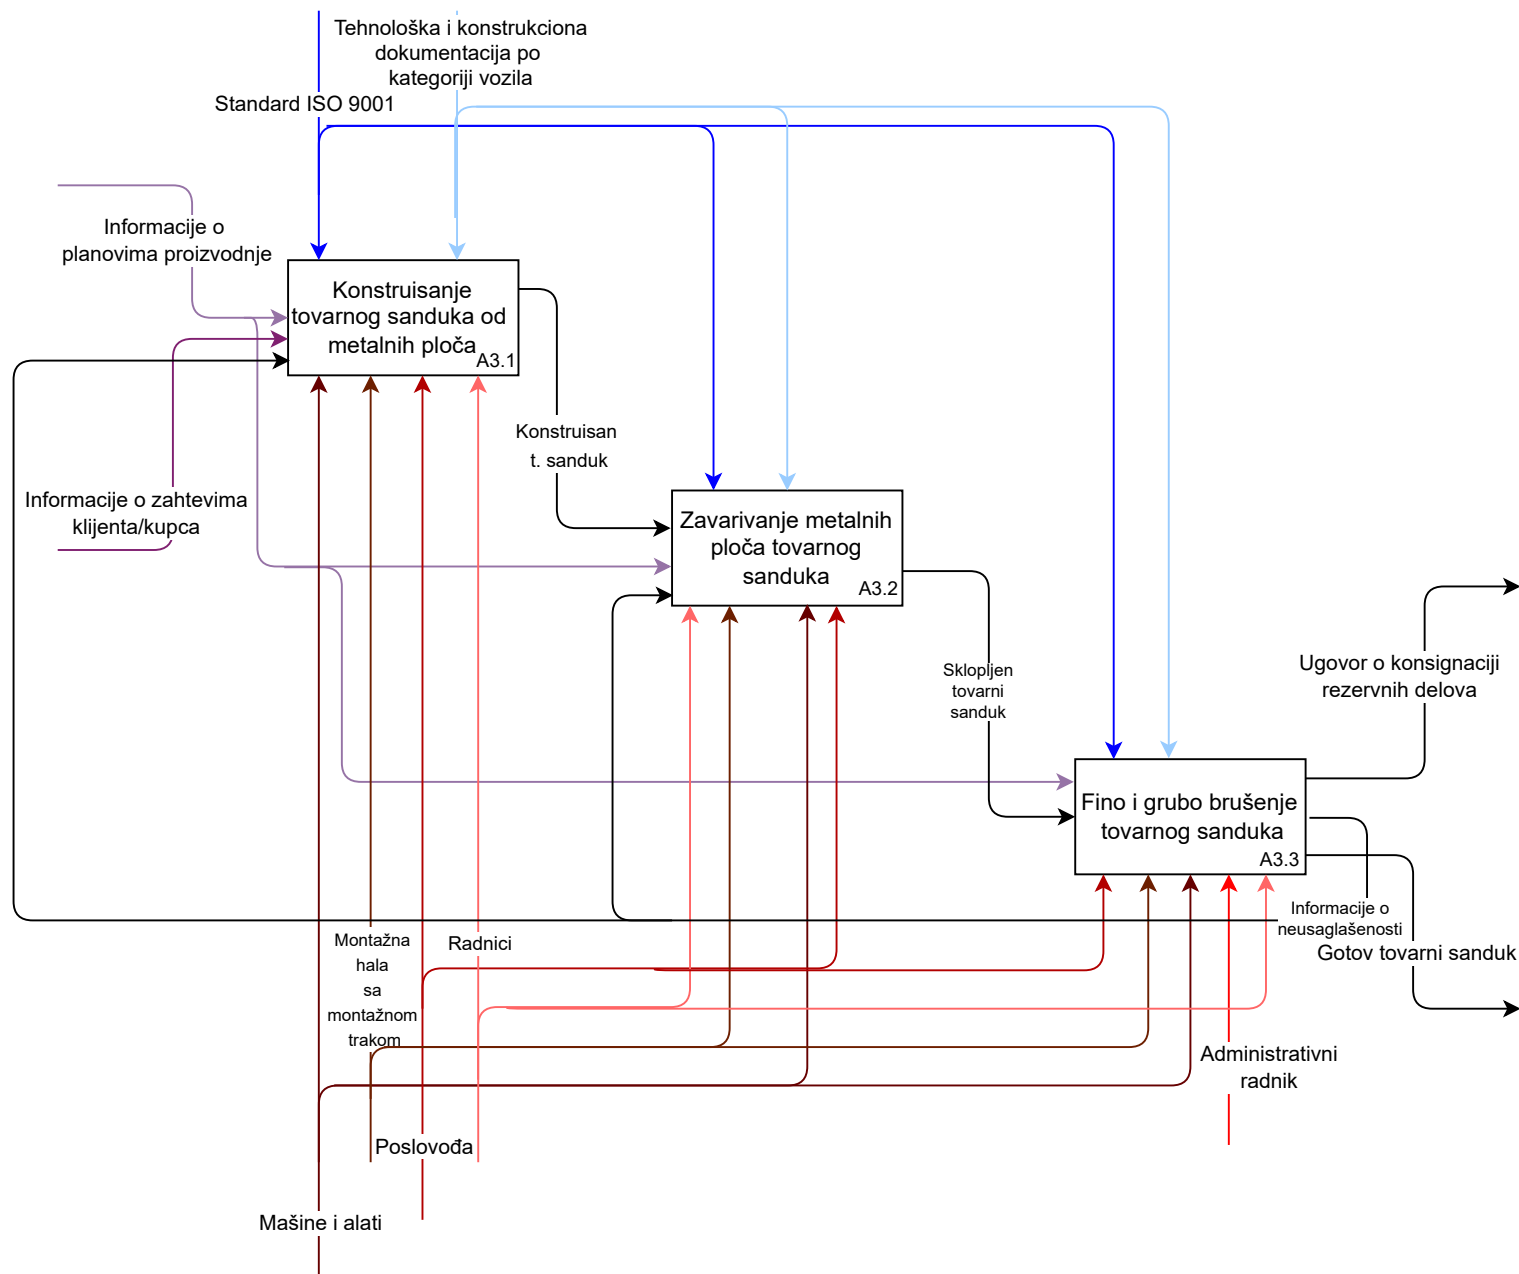 Tehnološka i konstrukciona
dokumentacija po
kategoriji vozila
Standard ISO 9001
Informacije o
planovima proizvodnje
Konstruisanje
tovarnog sanduka od
metalnih ploča
A3.1
Konstruisan
t. sanduk
Informacije o zahtevima
klijenta/kupca
Zavarivanje metalnih
ploča tovarnog
sanduka
A3.2
Sklopljen
tovarni
sanduk
Ugovor o konsignaciji
rezervnih delova
Fino i grubo brušenje
tovarnog sanduka
A3.3
Informacije o
neusaglašenosti
Gotov tovarni sanduk
Montažna
hala
sa
montažnom
trakom
Radnici
Administrativni
radnik
Poslovođa
Mašine i alati